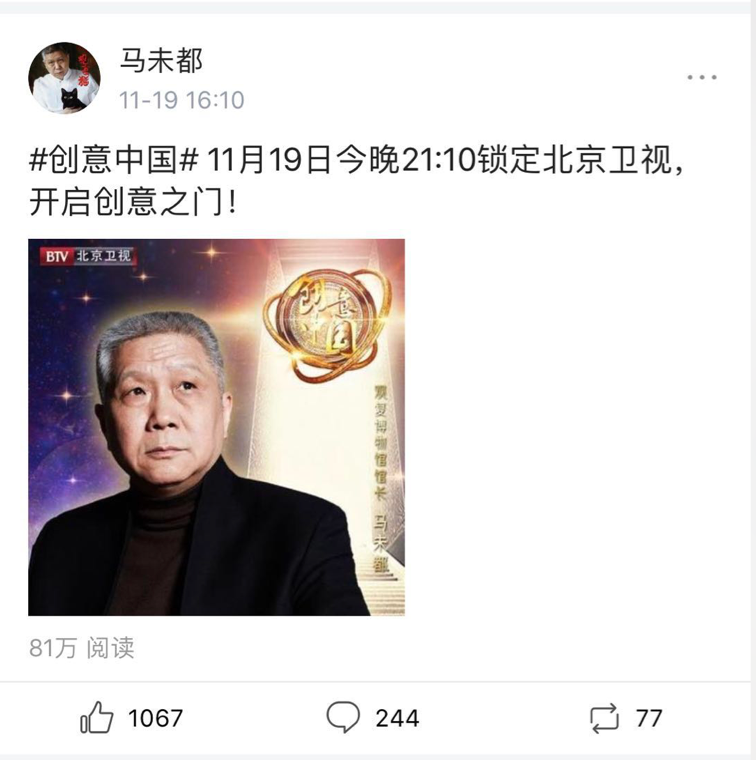 马未都
11-19 16:10
#创意中国# 11月19日今晚21:10锁定北京卫视，
开启创意之门！
BTV 北京卫视
创意
中国
观复博物馆馆长 马未都
81万 阅读
1067
244
77